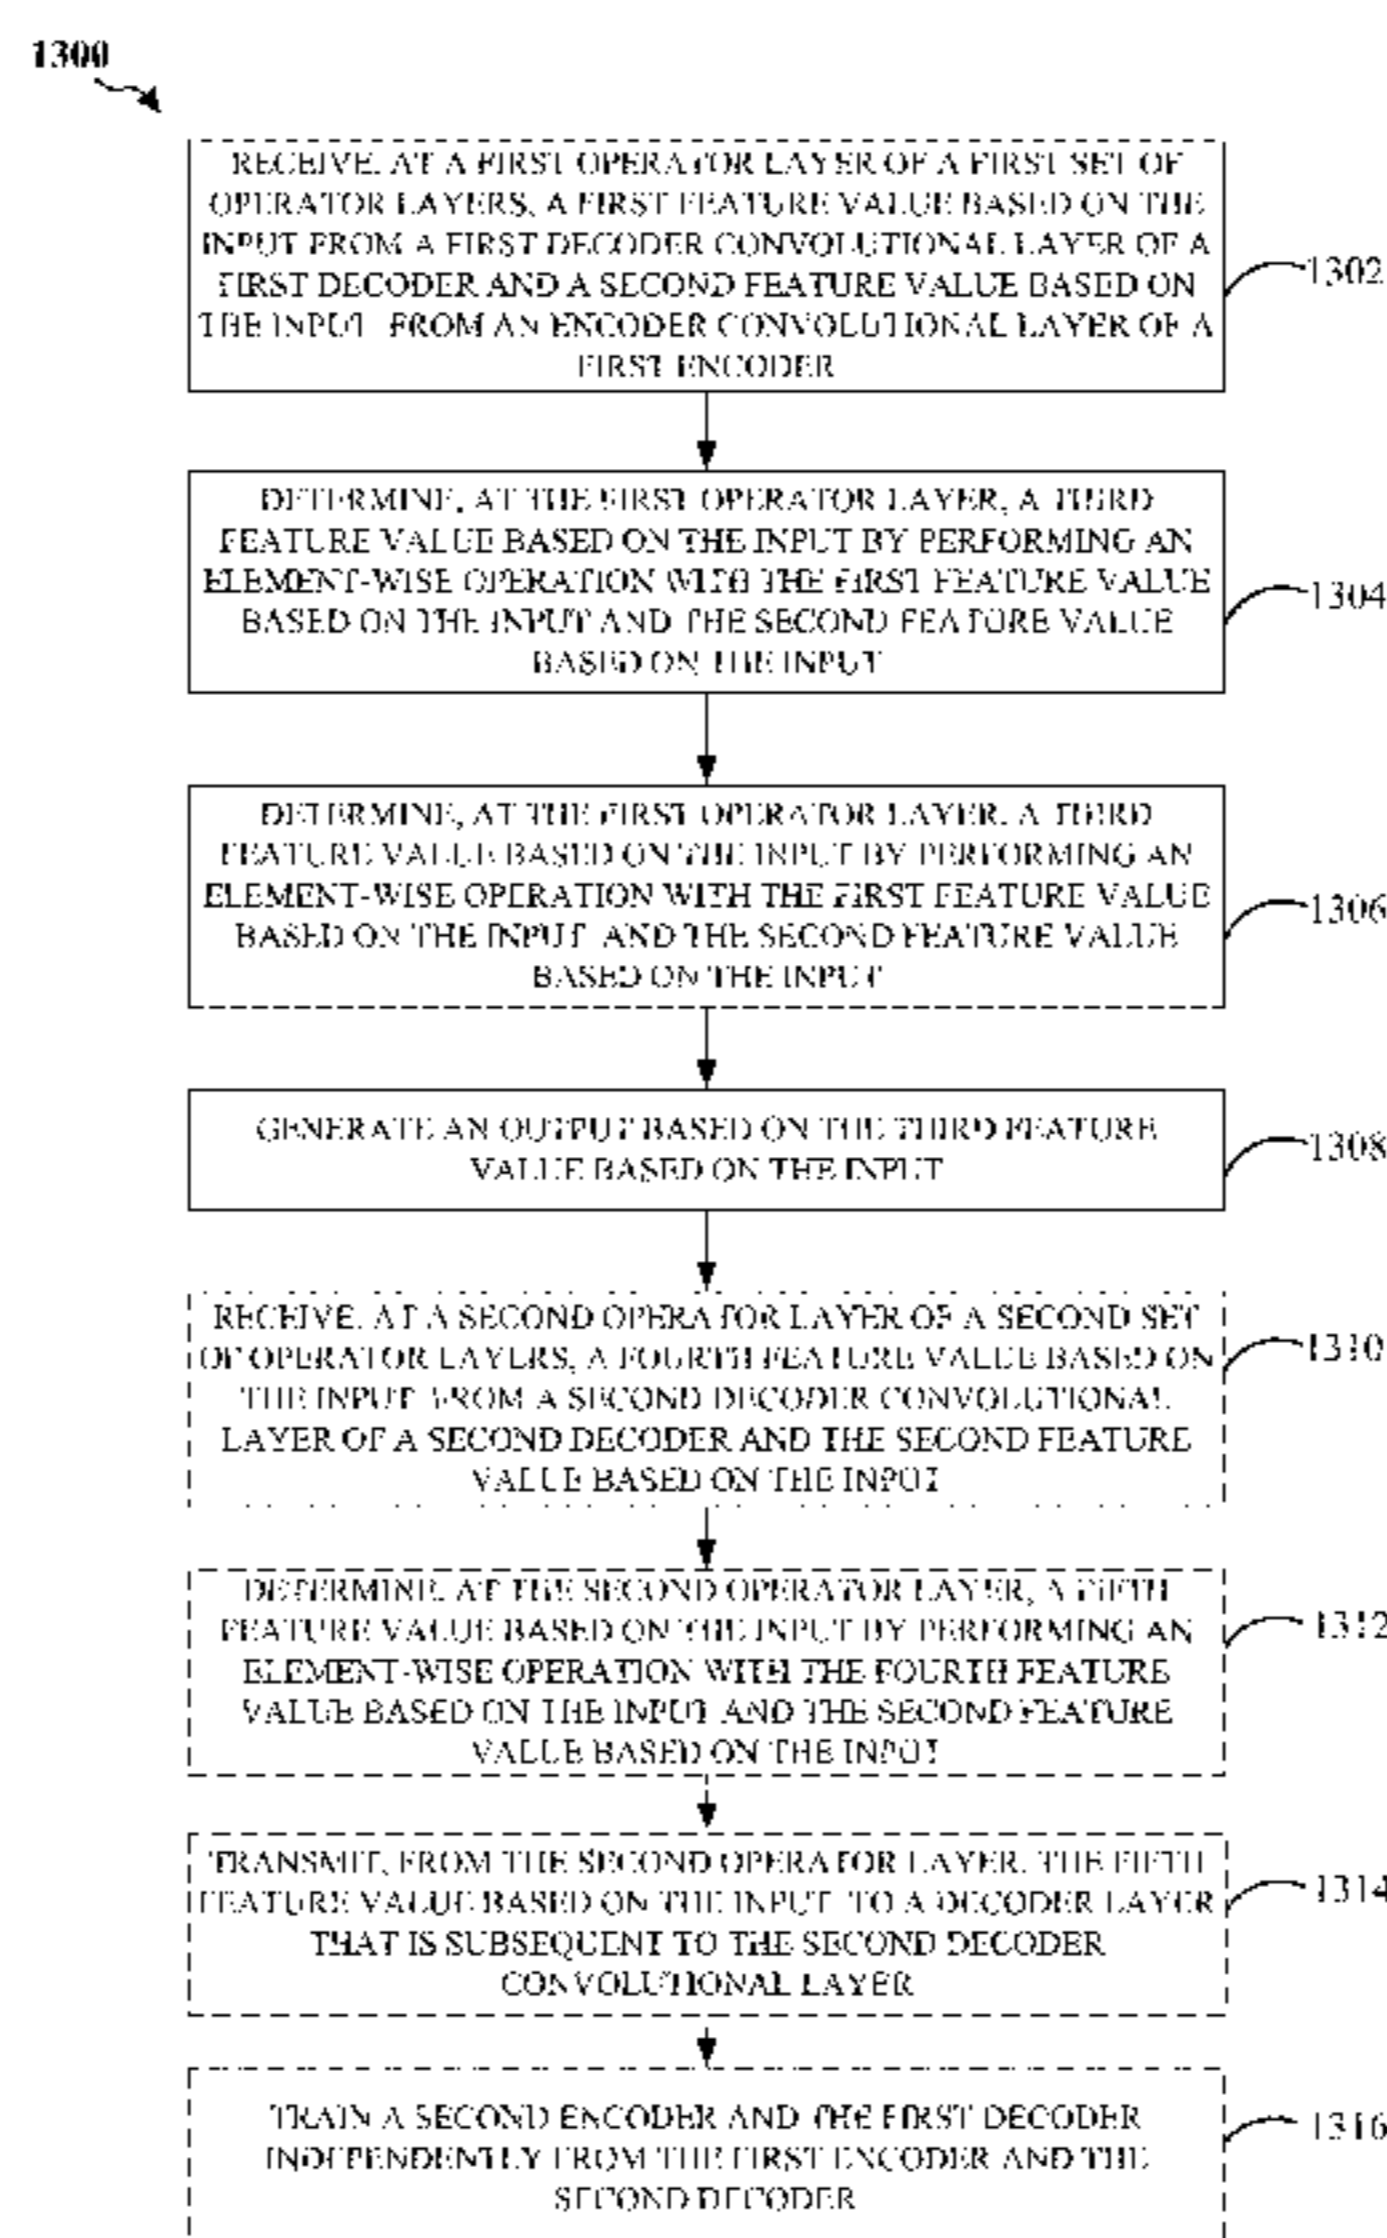 1300
RECEIVE, AT A FIRST OPERATOR LAYER OF A FIRST SET OF
OPERATOR LAYERS, A FIRST FEATURE VALUE BASED ON THE
INPUT FROM A FIRST DECODER CONVOLUTIONAL LAYER OF A
FIRST DECODER AND A SECOND FEATURE VALUE BASED ON
THE INPUT FROM AN ENCODER CONVOLUTIONAL LAYER OF A
FIRST ENCODER
1302
DETERMINE, AT THE FIRST OPERATOR LAYER, A THIRD
FEATURE VALUE BASED ON THE INPUT BY PERFORMING AN
ELEMENT-WISE OPERATION WITH THE FIRST FEATURE VALUE
BASED ON THE INPUT AND THE SECOND FEATURE VALUE
BASED ON THE INPUT
1304
DETERMINE, AT THE FIRST OPERATOR LAYER, A THIRD
FEATURE VALUE BASED ON THE INPUT BY PERFORMING AN
ELEMENT-WISE OPERATION WITH THE FIRST FEATURE VALUE
BASED ON THE INPUT AND THE SECOND FEATURE VALUE
BASED ON THE INPUT
1306
GENERATE AN OUTPUT BASED ON THE THIRD FEATURE
VALUE BASED ON THE INPUT
1308
RECEIVE, AT A SECOND OPERATOR LAYER OF A SECOND SET
OF OPERATOR LAYERS, A FOURTH FEATURE VALUE BASED ON
THE INPUT FROM A SECOND DECODER CONVOLUTIONAL
LAYER OF A SECOND DECODER AND THE SECOND FEATURE
VALUE BASED ON THE INPUT
1310
DETERMINE, AT THE SECOND OPERATOR LAYER, A FIFTH
FEATURE VALUE BASED ON THE INPUT BY PERFORMING AN
ELEMENT-WISE OPERATION WITH THE FOURTH FEATURE
VALUE BASED ON THE INPUT AND THE SECOND FEATURE
VALUE BASED ON THE INPUT
1312
TRANSMIT, FROM THE SECOND OPERATOR LAYER, THE FIFTH
FEATURE VALUE BASED ON THE INPUT TO A DECODER LAYER
THAT IS SUBSEQUENT TO THE SECOND DECODER
CONVOLUTIONAL LAYER
1314
TRAIN A SECOND ENCODER AND THE FIRST DECODER
INDEPENDENTLY FROM THE FIRST ENCODER AND THE
SECOND DECODER
1316